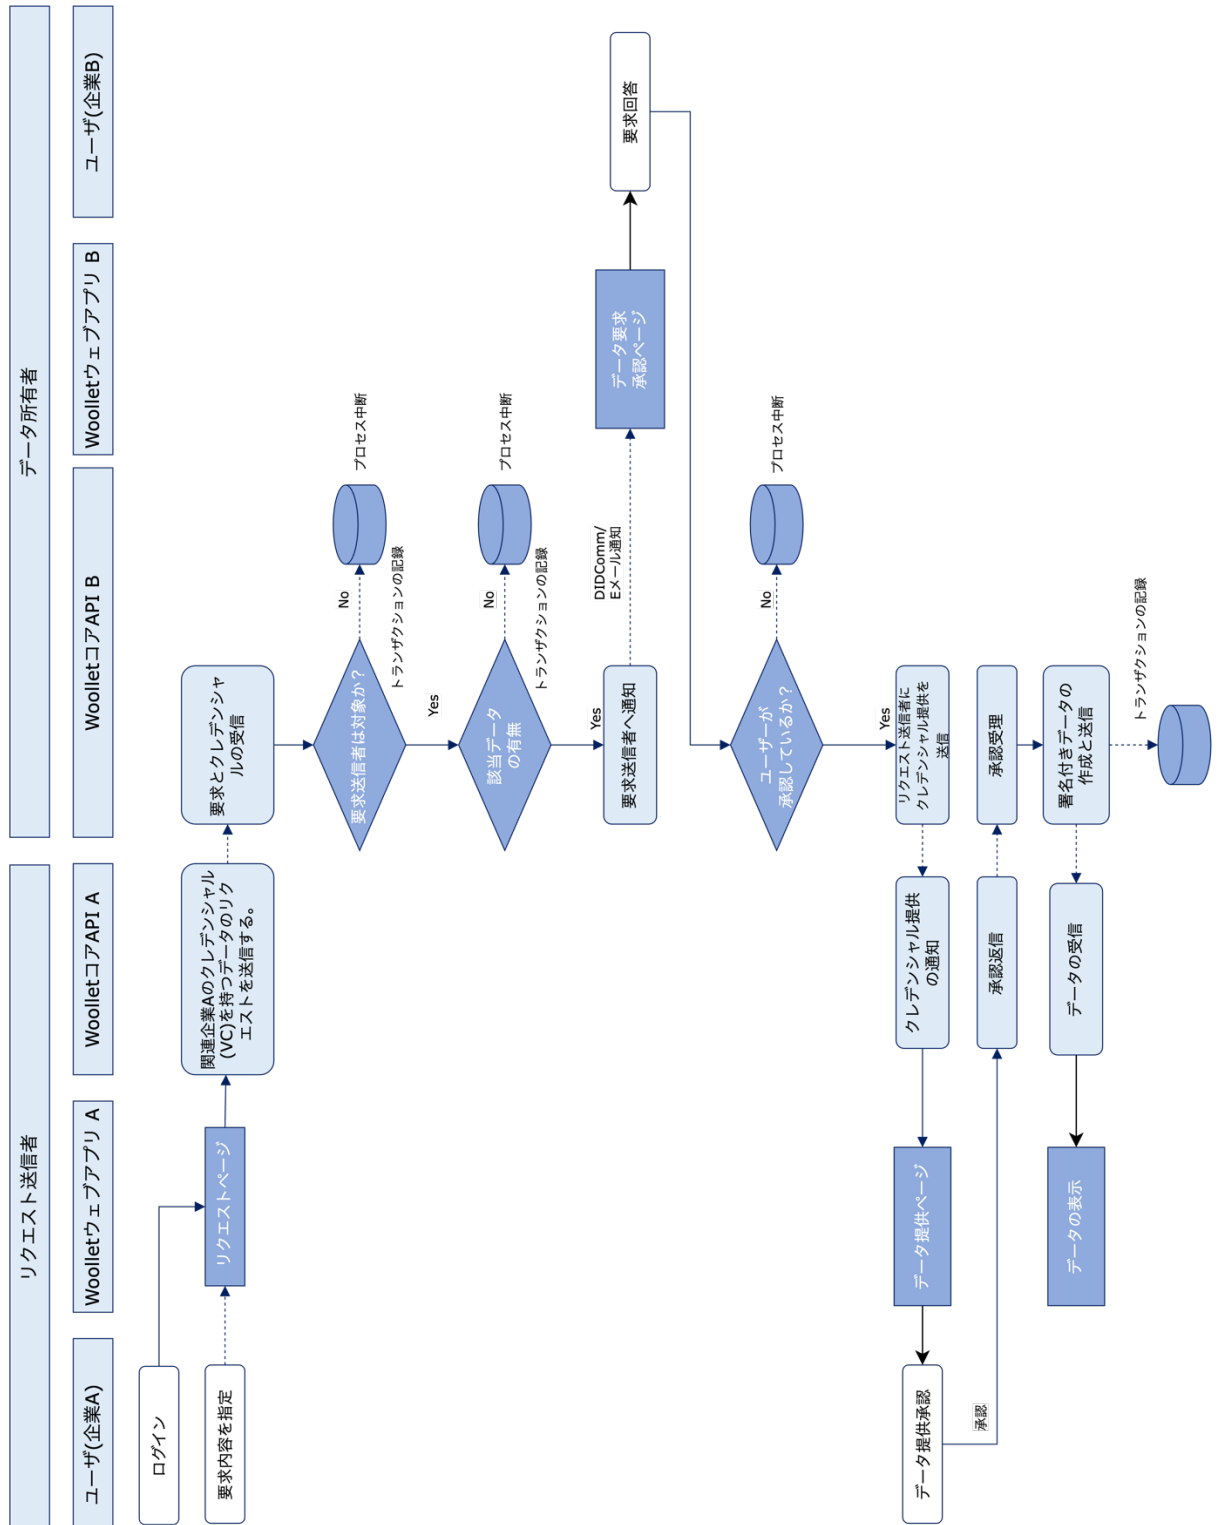 リクエスト送信者
データ所有者
ユーザ(企業A)
Woolletウェブアプリ A
WoolletコアAPI A
WoolletコアAPI B
Woolletウェブアプリ B
ユーザ(企業B)
ログイン
要求内容を指定
リクエストページ
関連企業Aのクレデンシャル
(VC)を持つデータのリク
エストを送信する。
要求とクレデンシャ
ルの受信
要求送信者は対象か？
No
プロセス中断
トランザクションの記録
Yes
該当データ
の有無
No
プロセス中断
トランザクションの記録
Yes
要求送信者へ通知
DIDComm/
Eメール通知
データ要求
承認ページ
要求回答
ユーザーが
承認しているか？
No
プロセス中断
Yes
リクエスト送信者に
クレデンシャル提供を
送信
クレデンシャル提供
の通知
データ提供ページ
データ提供承認
承認
承認返信
承認受理
署名付きデータの
作成と送信
トランザクションの記録
データの受信
データの表示